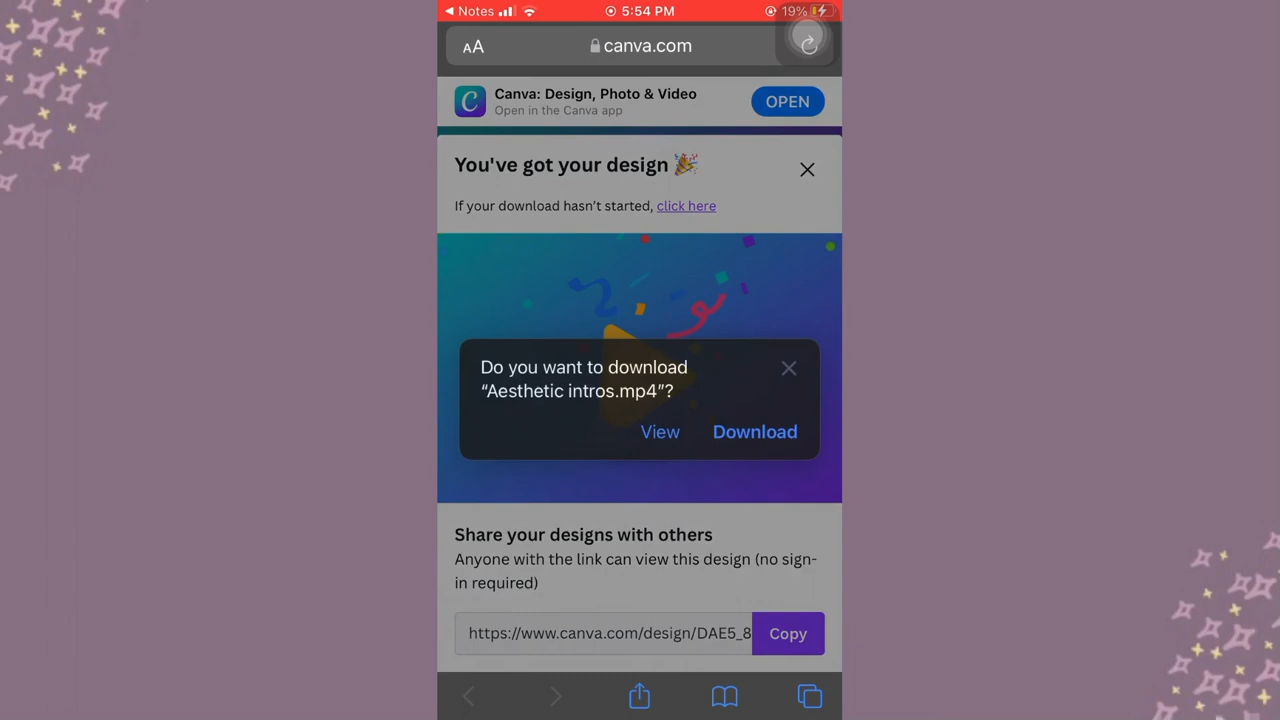 ◀ Notes
5:54 PM
19%
AA
canva.com
Canva: Design, Photo & Video
Open in the Canva app
OPEN
You've got your design 🎉
If your download hasn't started, click here
Do you want to download
“Aesthetic intros.mp4”?
View
Download
Share your designs with others
Anyone with the link can view this design (no sign-
in required)
https://www.canva.com/design/DAE5_8
Copy